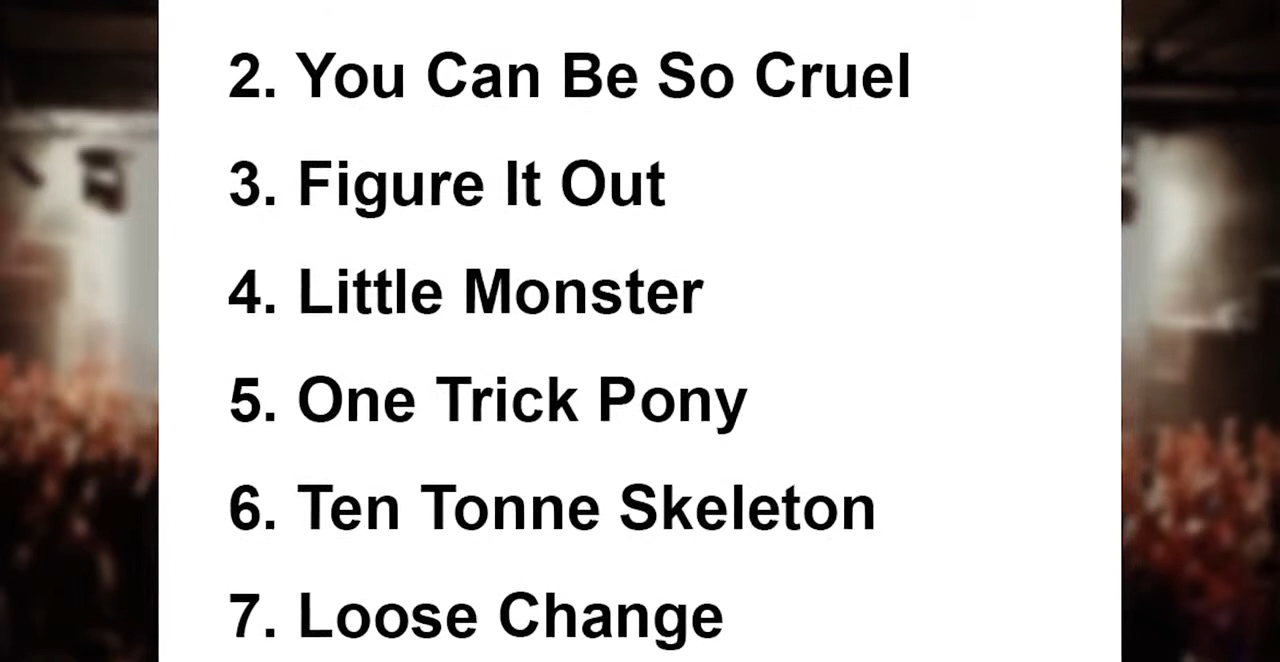 2. You Can Be So Cruel
3. Figure It Out
4. Little Monster
5. One Trick Pony
6. Ten Tonne Skeleton
7. Loose Change